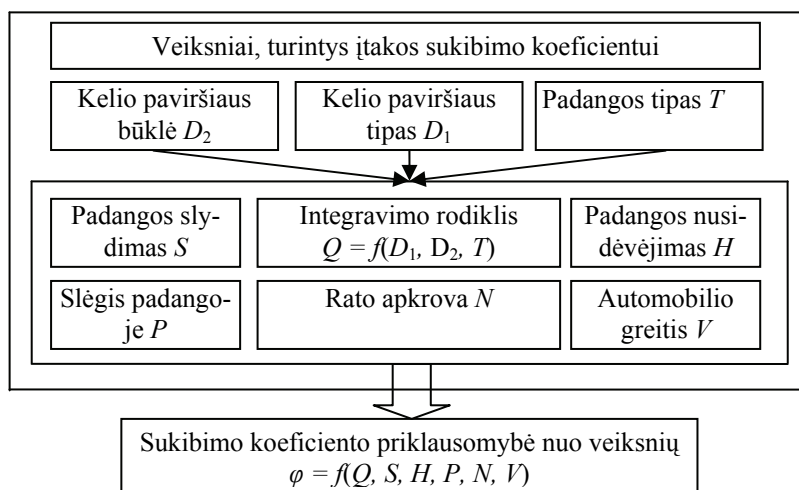 Veiksniai, turintys įtakos sukibimo koeficientui
Kelio paviršiaus
būklė D₂
Kelio paviršiaus
tipas D₁
Padangos tipas T
Padangos sly-
dimas S
Integravimo rodiklis
Q = f(D₁, D₂, T)
Padangos nusi-
dėvėjimas H
Slėgis padango-
je P
Rato apkrova N
Automobilio
greitis V
Sukibimo koeficiento priklausomybė nuo veiksnių
φ = f(Q, S, H, P, N, V)